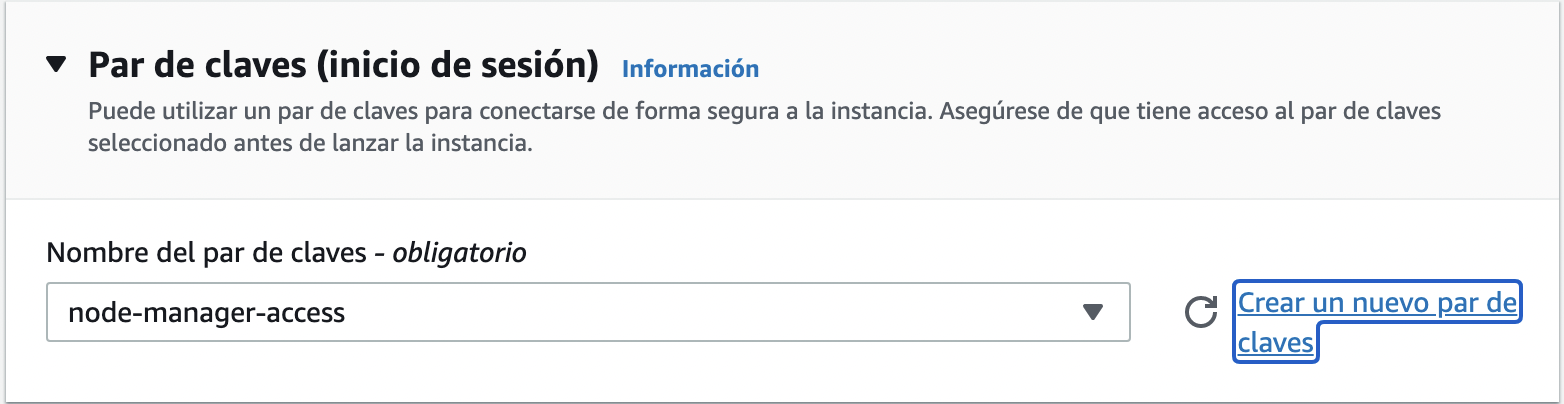 Par de claves (inicio de sesión) Información
Puede utilizar un par de claves para conectarse de forma segura a la instancia. Asegúrese de que tiene acceso al par de claves
seleccionado antes de lanzar la instancia.
Nombre del par de claves - obligatorio
node-manager-access
Crear un nuevo par de
claves